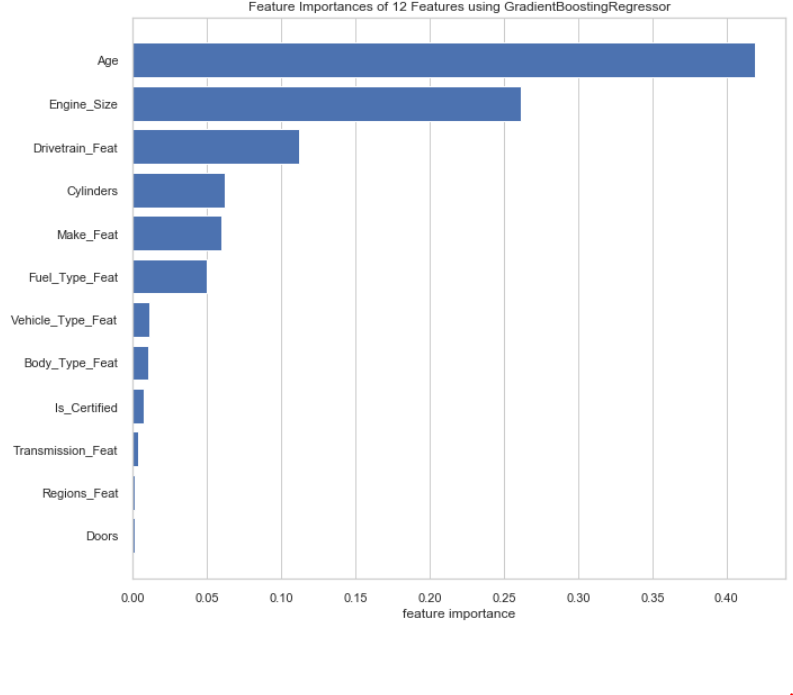 Feature Importances of 12 Features using GradientBoostingRegressor
Age
Engine_Size
Drivetrain_Feat
Cylinders
Make_Feat
Fuel_Type_Feat
Vehicle_Type_Feat
Body_Type_Feat
Is_Certified
Transmission_Feat
Regions_Feat
Doors
0.00 0.05 0.10 0.15 0.20 0.25 0.30 0.35 0.40
feature importance